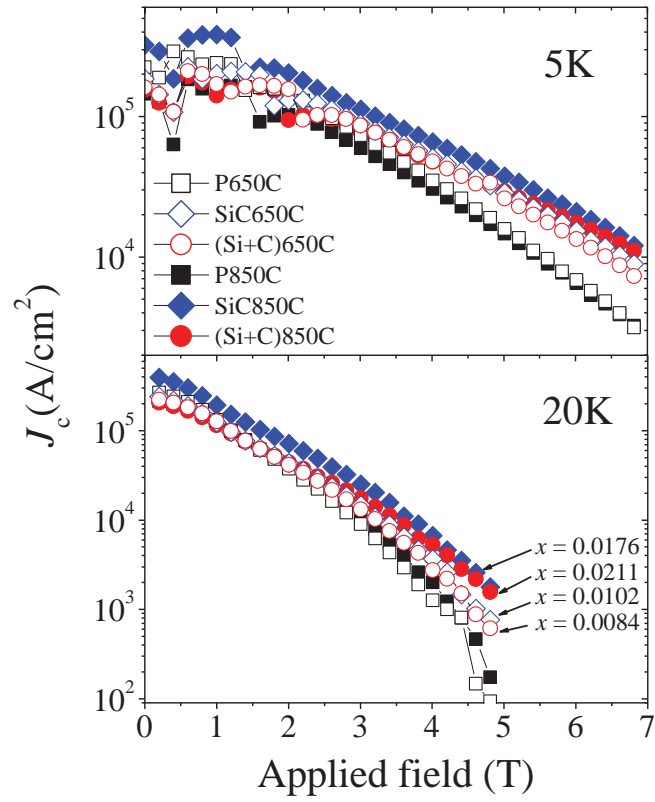 5K
10^5
10^4
P650C
SiC650C
(Si+C)650C
P850C
SiC850C
(Si+C)850C
J_c (A/cm^2)
20K
10^5
10^4
10^3
10^2
x = 0.0176
x = 0.0211
x = 0.0102
x = 0.0084
0 1 2 3 4 5 6 7
Applied field (T)